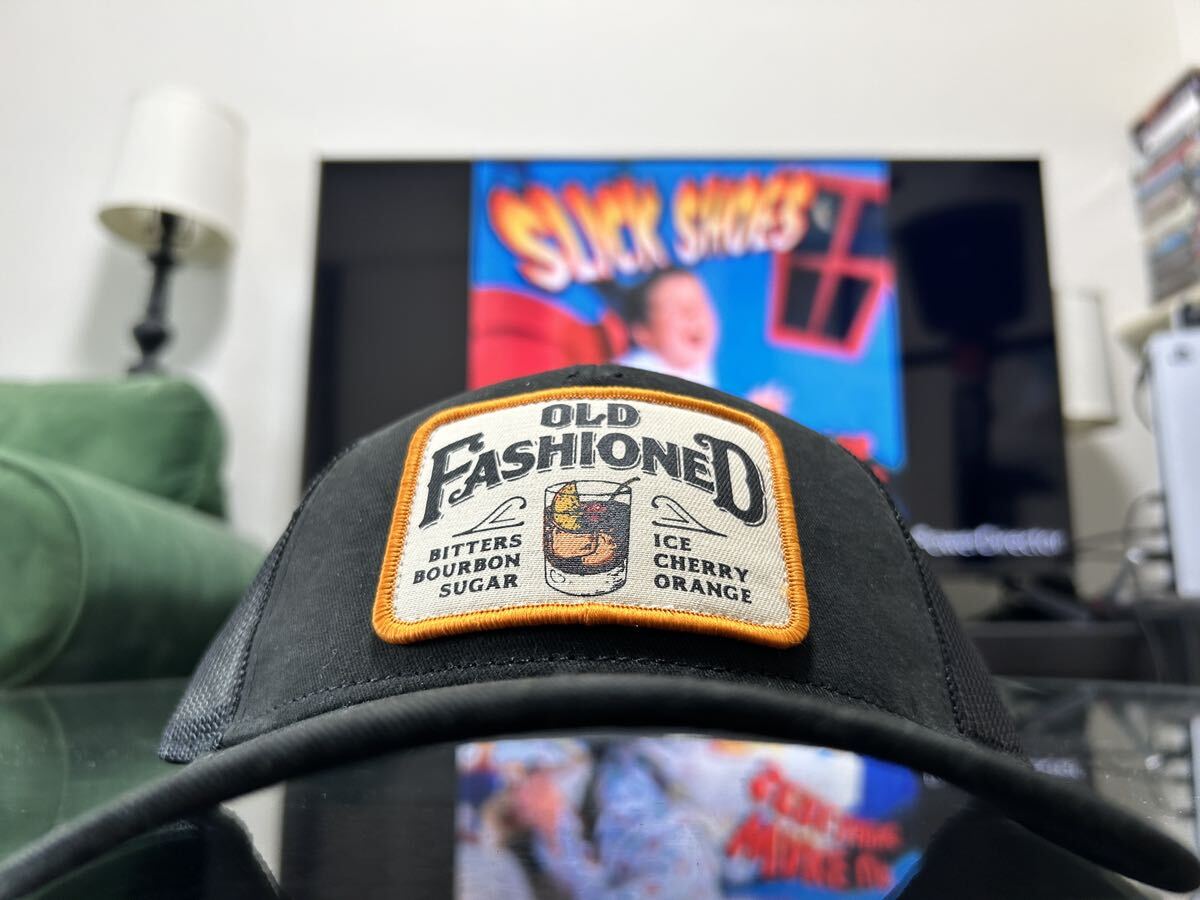 SLICK SHOES
OLD
FASHIONED
BITTERS
BOURBON
SUGAR
ICE
CHERRY
ORANGE